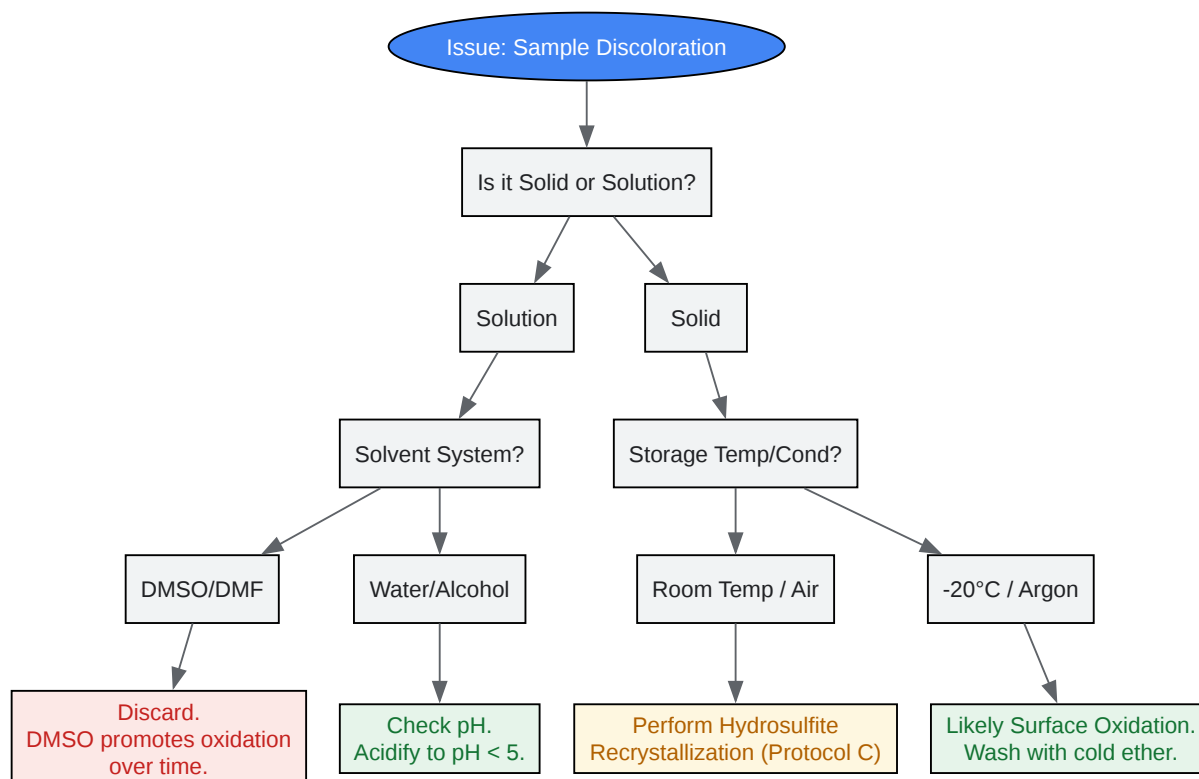 Issue: Sample Discoloration
Is it Solid or Solution?
Solution
Solid
Solvent System?
Storage Temp/Cond?
DMSO/DMF
Water/Alcohol
Room Temp / Air
-20°C / Argon
Discard.
DMSO promotes oxidation
over time.
Check pH.
Acidify to pH < 5.
Perform Hydrosulfite
Recrystallization (Protocol C)
Likely Surface Oxidation.
Wash with cold ether.